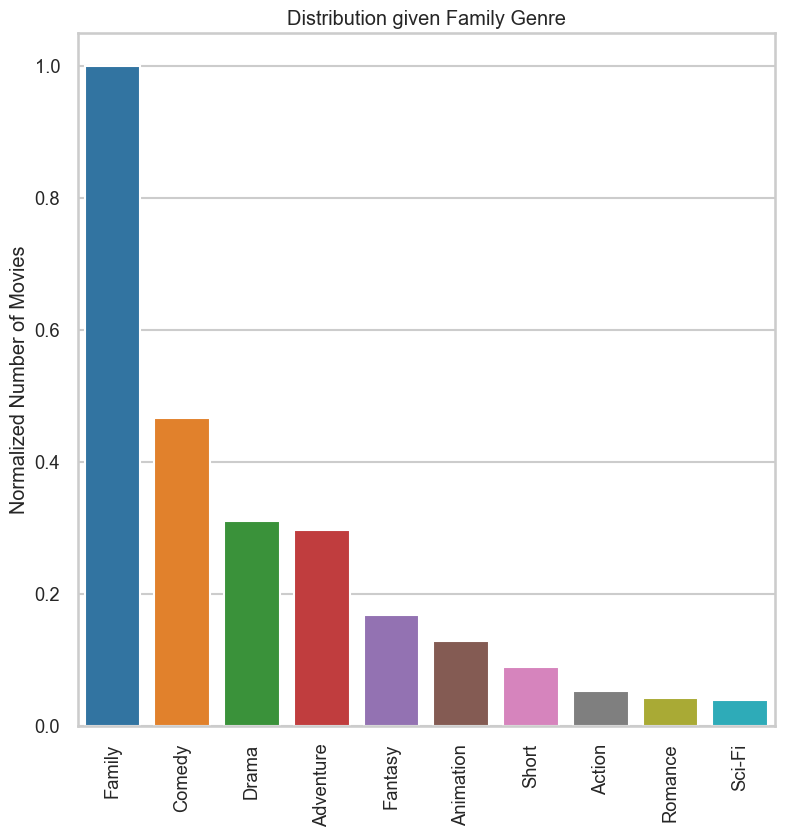 Distribution given Family Genre
Normalized Number of Movies
1.0
0.8
0.6
0.4
0.2
0.0
Family
Comedy
Drama
Adventure
Fantasy
Animation
Short
Action
Romance
Sci-Fi